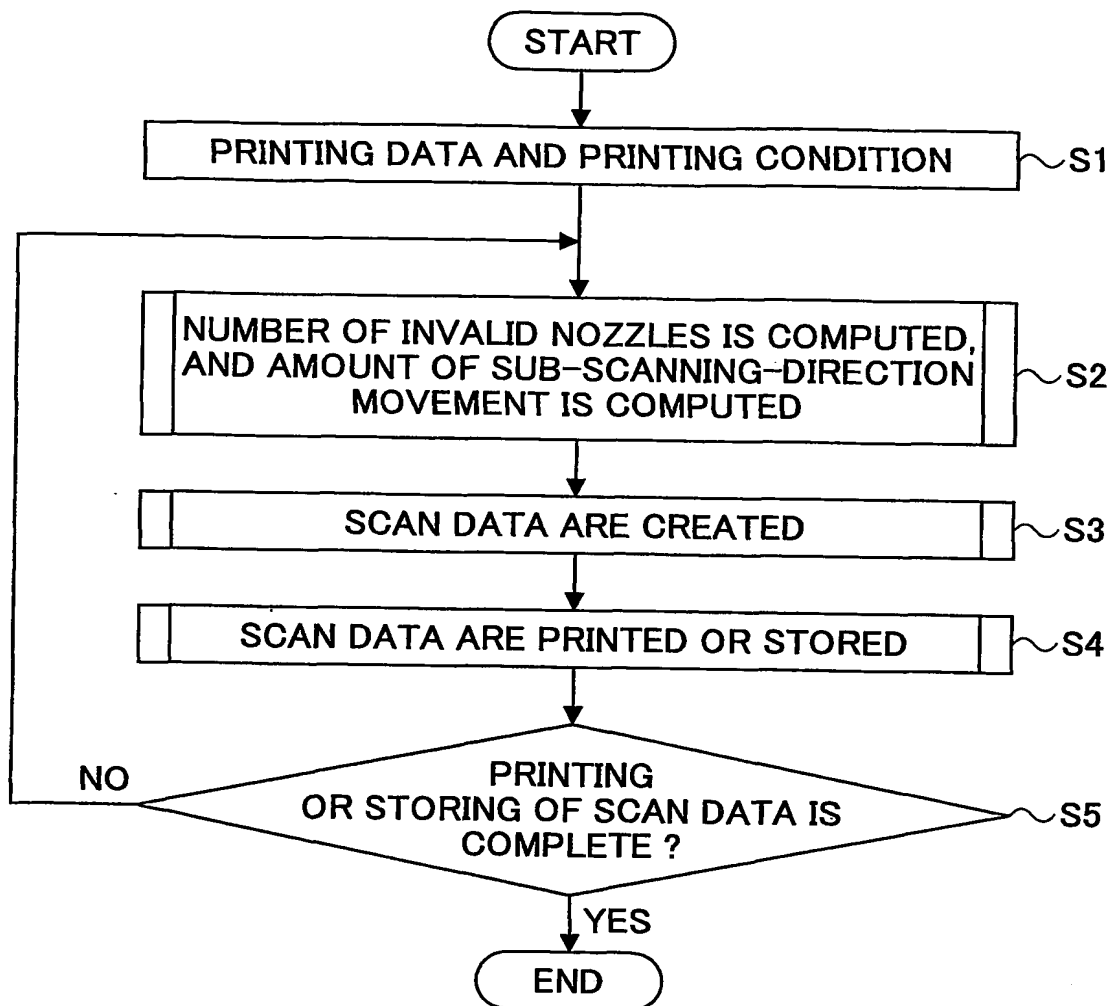 START
PRINTING DATA AND PRINTING CONDITION
S1
NUMBER OF INVALID NOZZLES IS COMPUTED,
AND AMOUNT OF SUB-SCANNING-DIRECTION
MOVEMENT IS COMPUTED
S2
SCAN DATA ARE CREATED
S3
SCAN DATA ARE PRINTED OR STORED
S4
NO
PRINTING
OR STORING OF SCAN DATA IS
COMPLETE ?
S5
YES
END